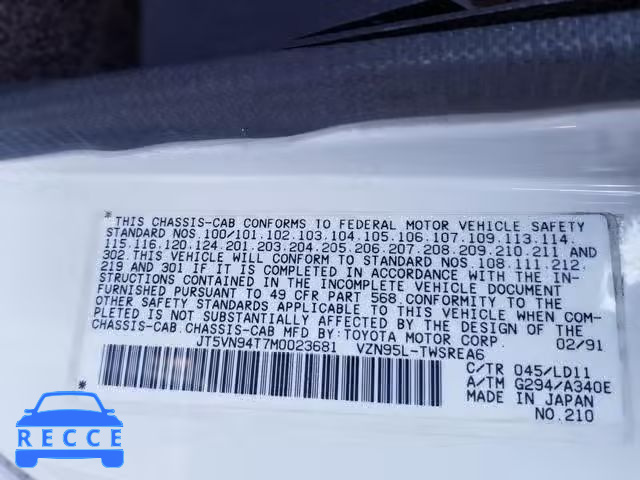 *THIS CHASSIS-CAB CONFORMS TO FEDERAL MOTOR VEHICLE SAFETY
STANDARD NOS.100/101.102.103.104.105.106.107.109.113.114.
115.116.120.124.201.203.204.205.206.207.208.209.210.211 AND
302.THIS VEHICLE WILL CONFORM TO STANDARD NOS.108.111.212.
219 AND 301 IF IT IS COMPLETED IN ACCORDANCE WITH THE IN-
STRUCTIONS CONTAINED IN THE INCOMPLETE VEHICLE DOCUMENT
FURNISHED PURSUANT TO 49 CFR PART 568.CONFORMITY TO THE
OTHER SAFETY STANDARDS APPLICABLE TO THIS VEHICLE WHEN COM-
PLETED IS NOT SUBSTANTIALLY AFFECTED BY THE DESIGN OF THE
CHASSIS-CAB.CHASSIS-CAB MFD BY:TOYOTA MOTOR CORP. 02/91
JT5VN94T7M0023681 VZN95L-TWSREA6
C/TR 045/LD11
A/TM G294/A340E
MADE IN JAPAN
NO.210
RECCE